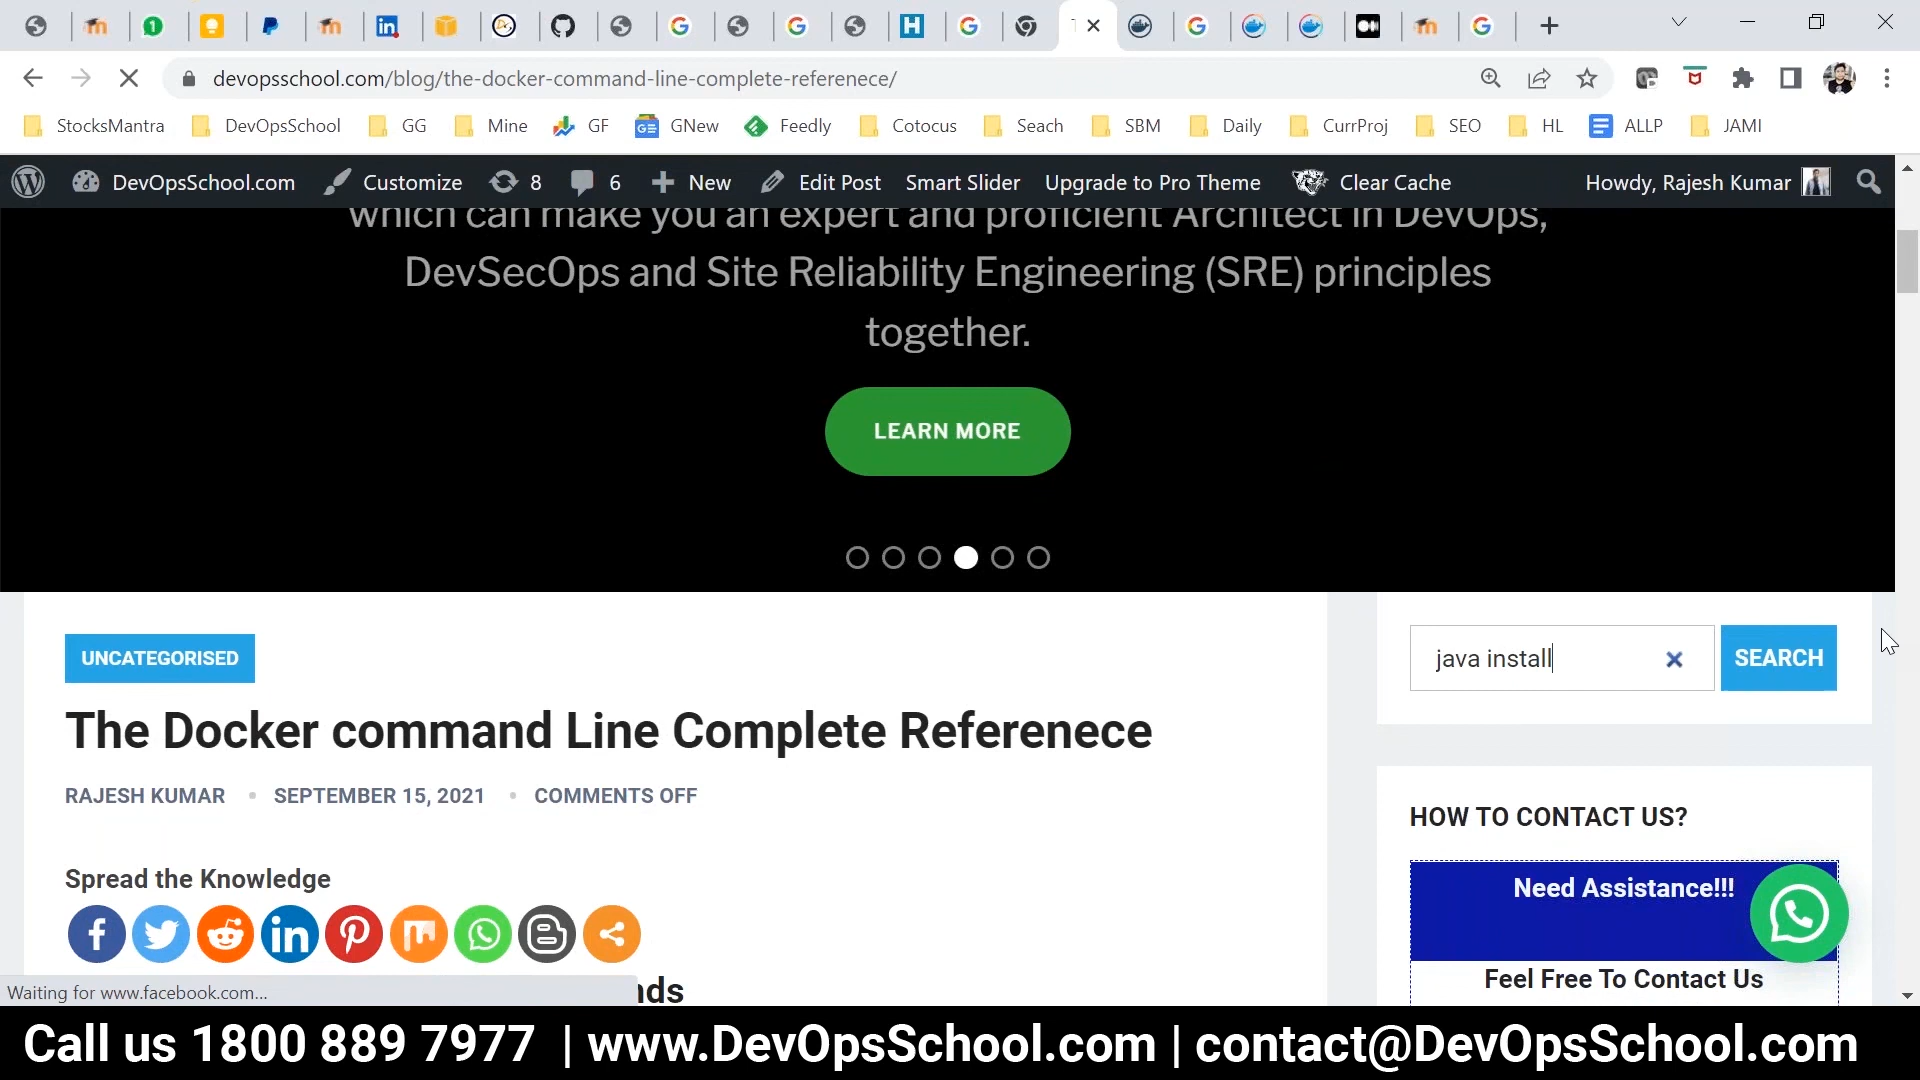 devopsschool.com/blog/the-docker-command-line-complete-referenece/
StocksMantra DevOpsSchool GG Mine GF GNew Feedly Cotocus Seach SBM Daily CurrProj SEO HL ALLP JAMI
DevOpsSchool.com Customize 8 6 New Edit Post Smart Slider Upgrade to Pro Theme Clear Cache Howdy, Rajesh Kumar
which can make you an expert and proficient Architect in DevOps,
DevSecOps and Site Reliability Engineering (SRE) principles
together.
LEARN MORE
UNCATEGORISED
The Docker command Line Complete Referenece
RAJESH KUMAR • SEPTEMBER 15, 2021 • COMMENTS OFF
Spread the Knowledge
nds
java install
SEARCH
HOW TO CONTACT US?
Need Assistance!!!
Feel Free To Contact Us
Waiting for www.facebook.com...
Call us 1800 889 7977 | www.DevOpsSchool.com | contact@DevOpsSchool.com